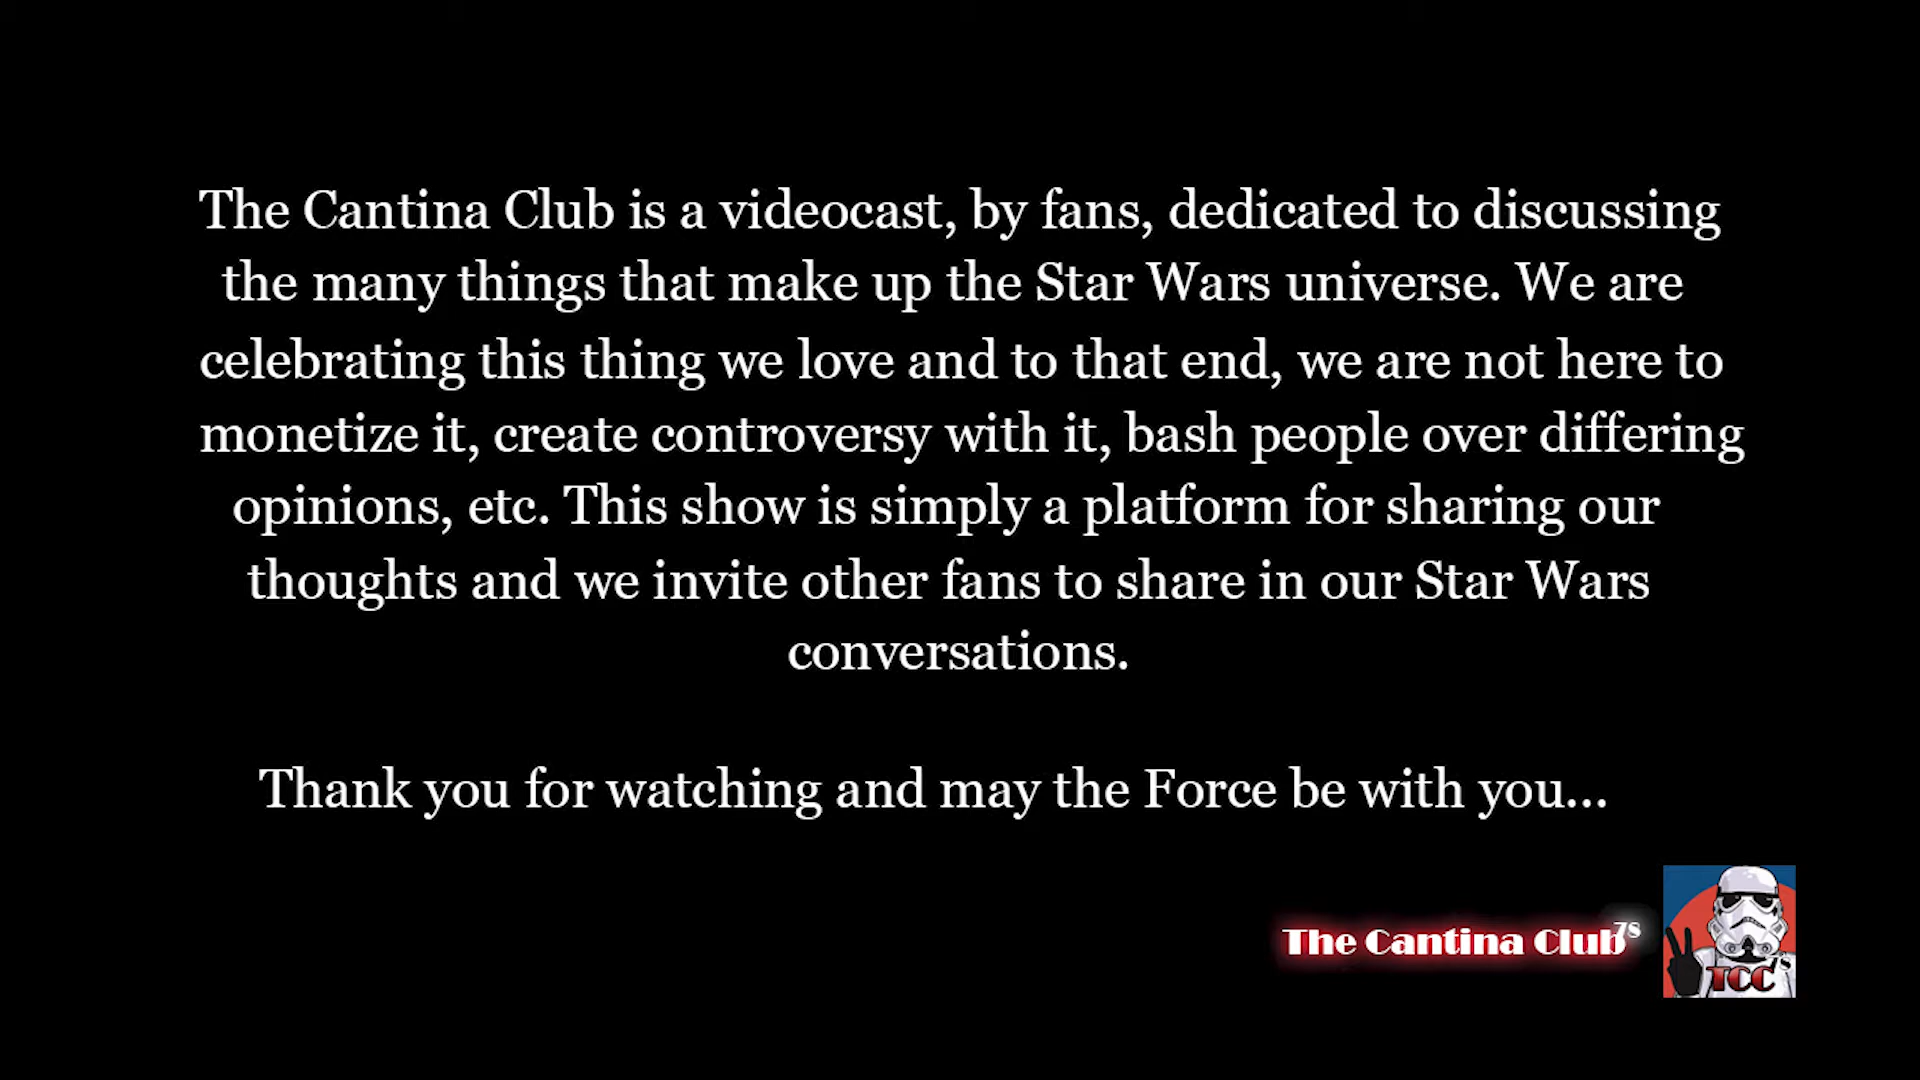 The Cantina Club is a videocast, by fans, dedicated to discussing
the many things that make up the Star Wars universe. We are
celebrating this thing we love and to that end, we are not here to
monetize it, create controversy with it, bash people over differing
opinions, etc. This show is simply a platform for sharing our
thoughts and we invite other fans to share in our Star Wars
conversations.
Thank you for watching and may the Force be with you...
The Cantina Club 78
TCC 78